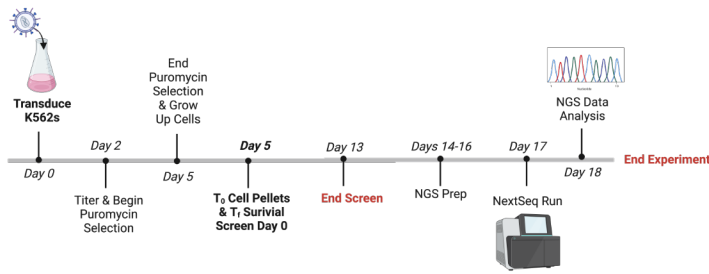 Transduce
K562s
Day 0
Day 2
Titer & Begin
Puromycin
Selection
End
Puromycin
Selection
& Grow
Up Cells
Day 5
Day 5
T₀ Cell Pellets
& Tf Surivial
Screen Day 0
Day 13
End Screen
Days 14-16
NGS Prep
Day 17
NextSeq Run
NGS Data
Analysis
Day 18
End Experiment